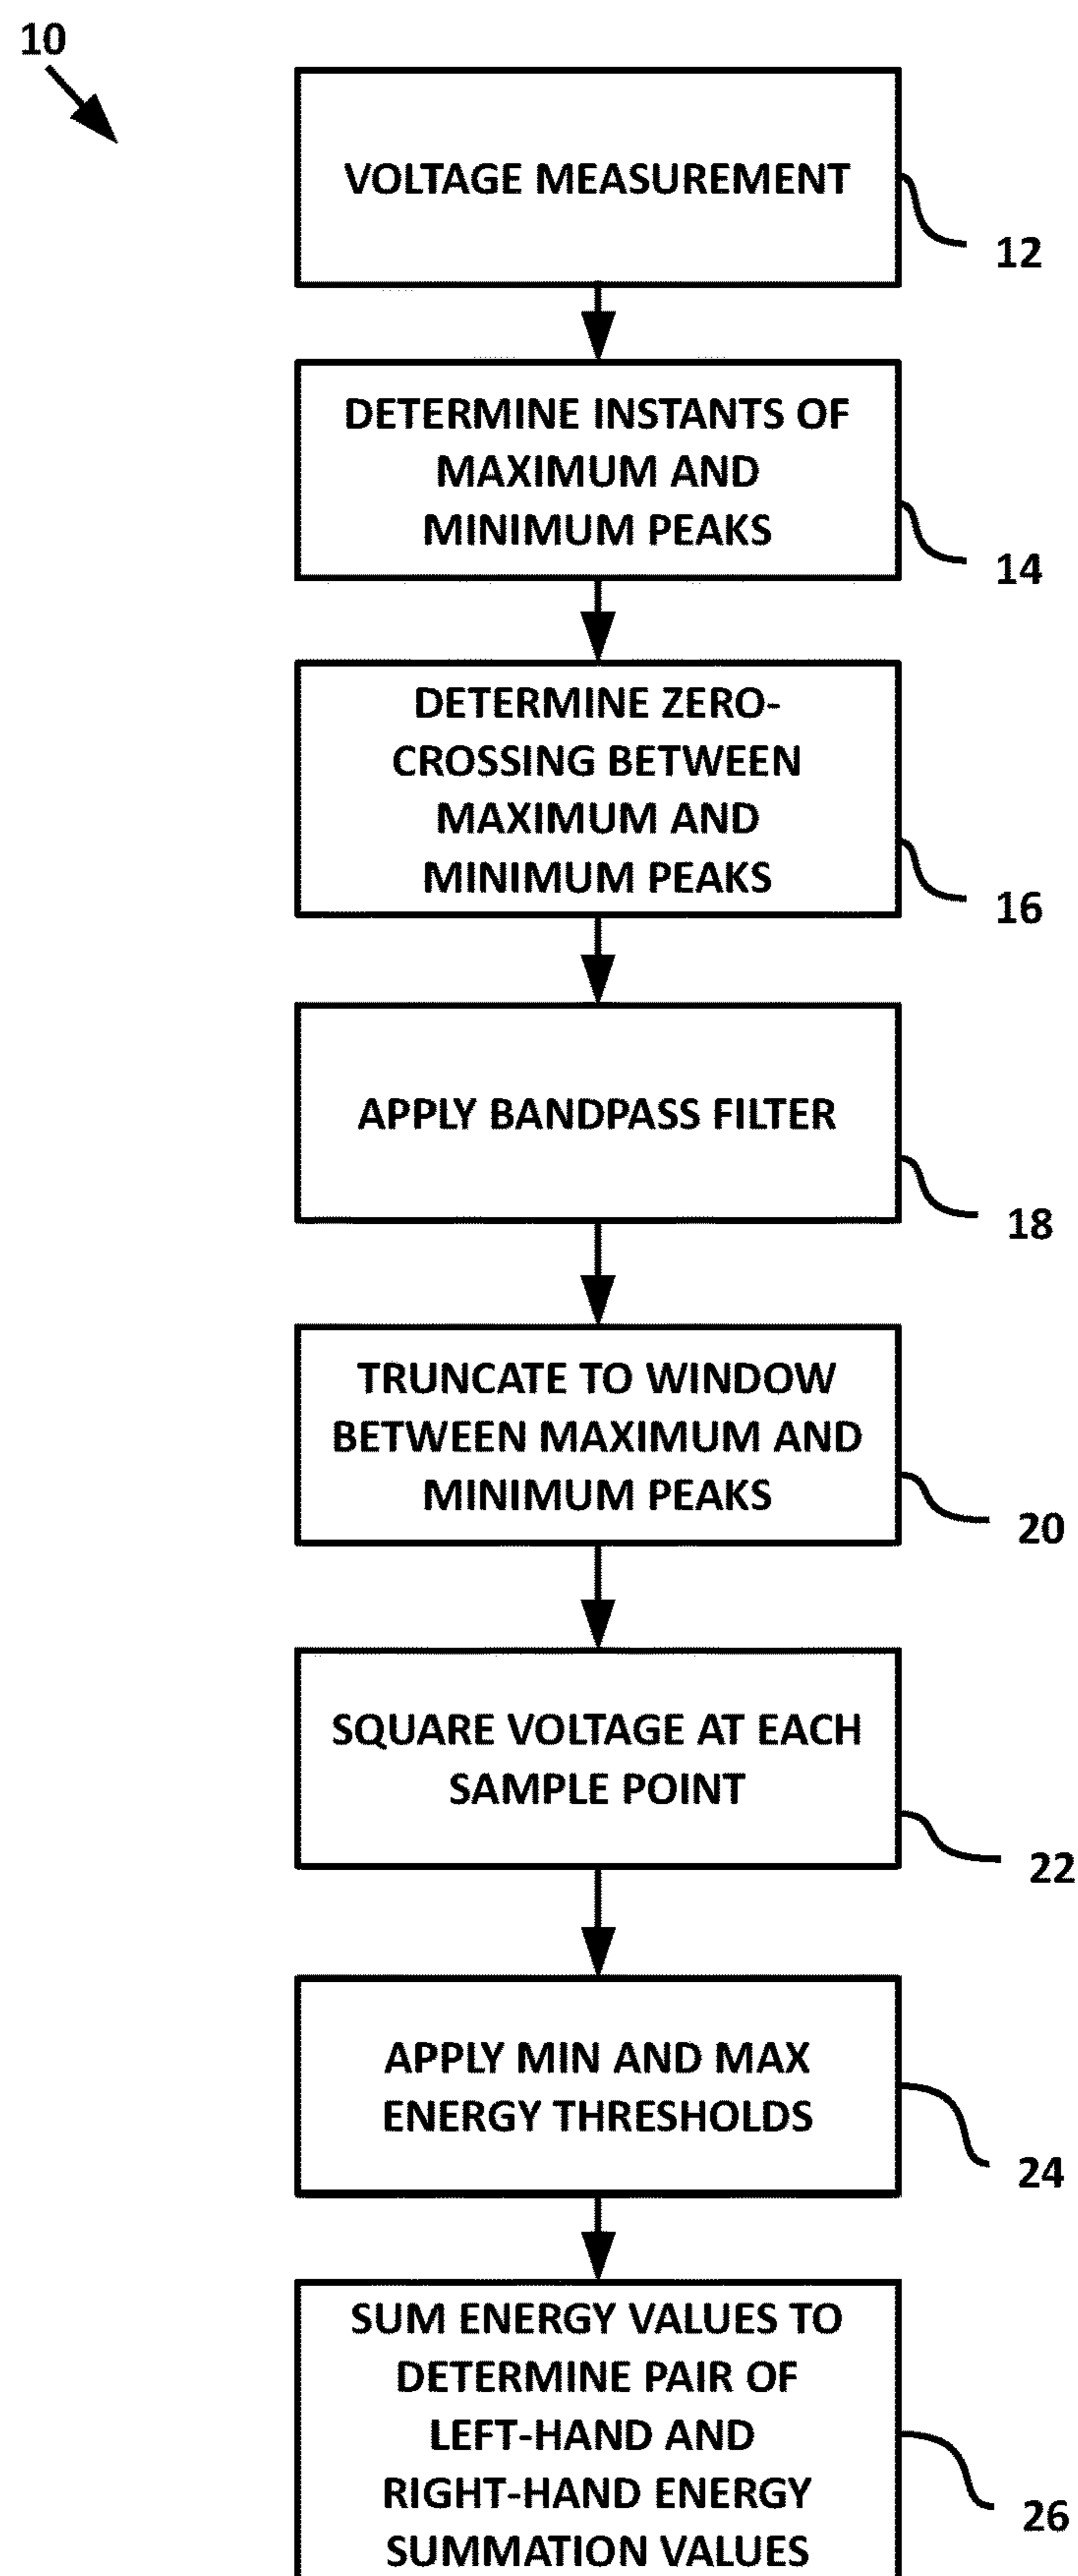 10
VOLTAGE MEASUREMENT
12
DETERMINE INSTANTS OF
MAXIMUM AND
MINIMUM PEAKS
14
DETERMINE ZERO-
CROSSING BETWEEN
MAXIMUM AND
MINIMUM PEAKS
16
APPLY BANDPASS FILTER
18
TRUNCATE TO WINDOW
BETWEEN MAXIMUM AND
MINIMUM PEAKS
20
SQUARE VOLTAGE AT EACH
SAMPLE POINT
22
APPLY MIN AND MAX
ENERGY THRESHOLDS
24
SUM ENERGY VALUES TO
DETERMINE PAIR OF
LEFT-HAND AND
RIGHT-HAND ENERGY
SUMMATION VALUES
26